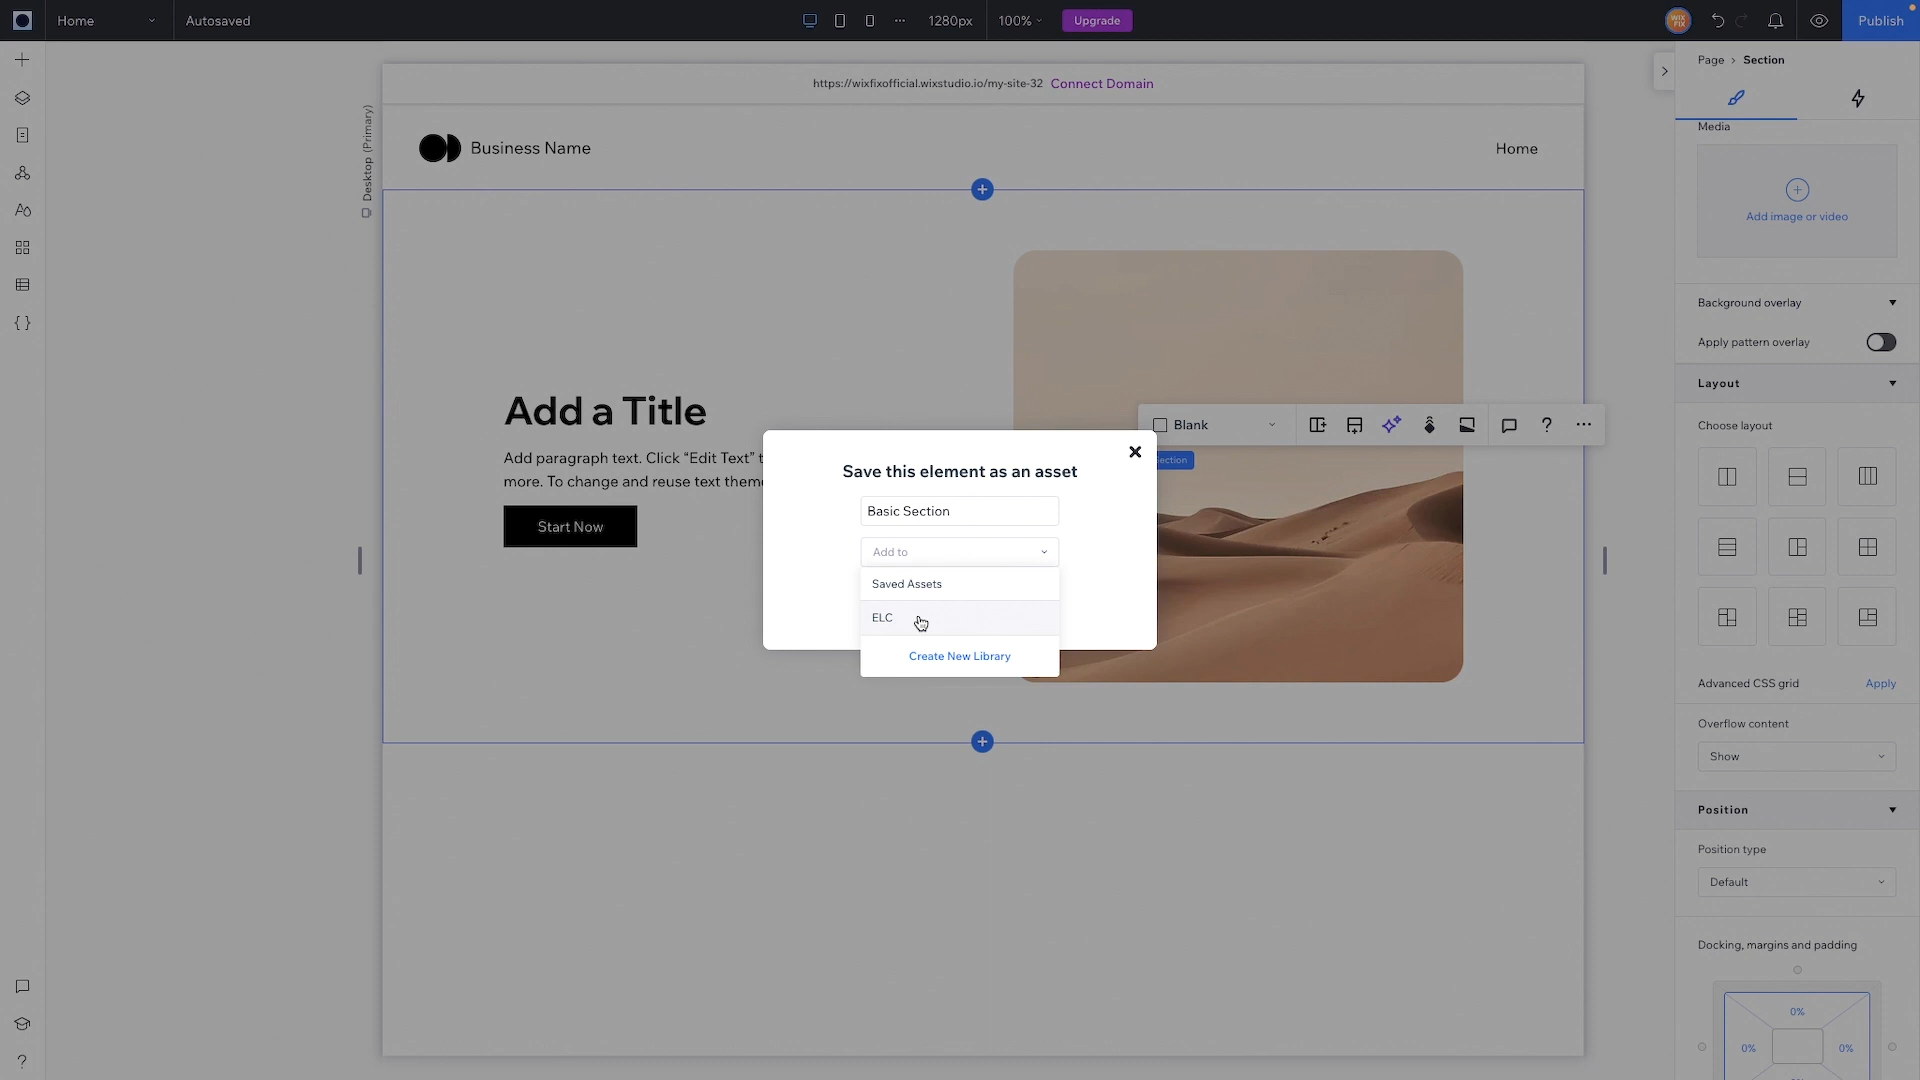 Home
Autosaved
1280px
100%
Upgrade
WIX
FIX
Publish
https://wixfixofficial.wixstudio.io/my-site-32 Connect Domain
Desktop (Primary)
Business Name
Home
Add a Title
Add paragraph text. Click “Edit Text” t
more. To change and reuse text theme
Start Now
Blank
Section
Save this element as an asset
Basic Section
Add to
Saved Assets
ELC
Create New Library
Page > Section
Media
Add image or video
Background overlay
Apply pattern overlay
Layout
Choose layout
Advanced CSS grid
Apply
Overflow content
Show
Position
Position type
Default
Docking, margins and padding
0%
0%
0%